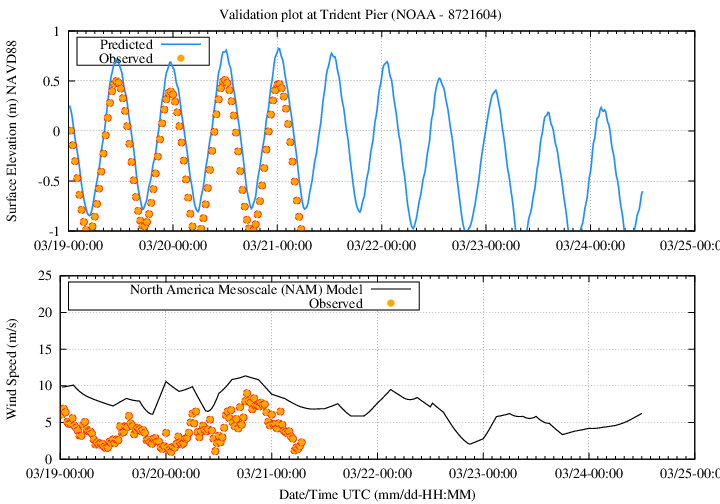 Validation plot at Trident Pier (NOAA - 8721604)
Surface Elevation (m) NAVD88
1
0.5
0
-0.5
-1
Predicted
Observed
03/19-00:00 03/20-00:00 03/21-00:00 03/22-00:00 03/23-00:00 03/24-00:00 03/25-00:00
Wind Speed (m/s)
25
20
15
10
5
0
North America Mesoscale (NAM) Model
Observed
03/19-00:00 03/20-00:00 03/21-00:00 03/22-00:00 03/23-00:00 03/24-00:00 03/25-00:00
Date/Time UTC (mm/dd-HH:MM)